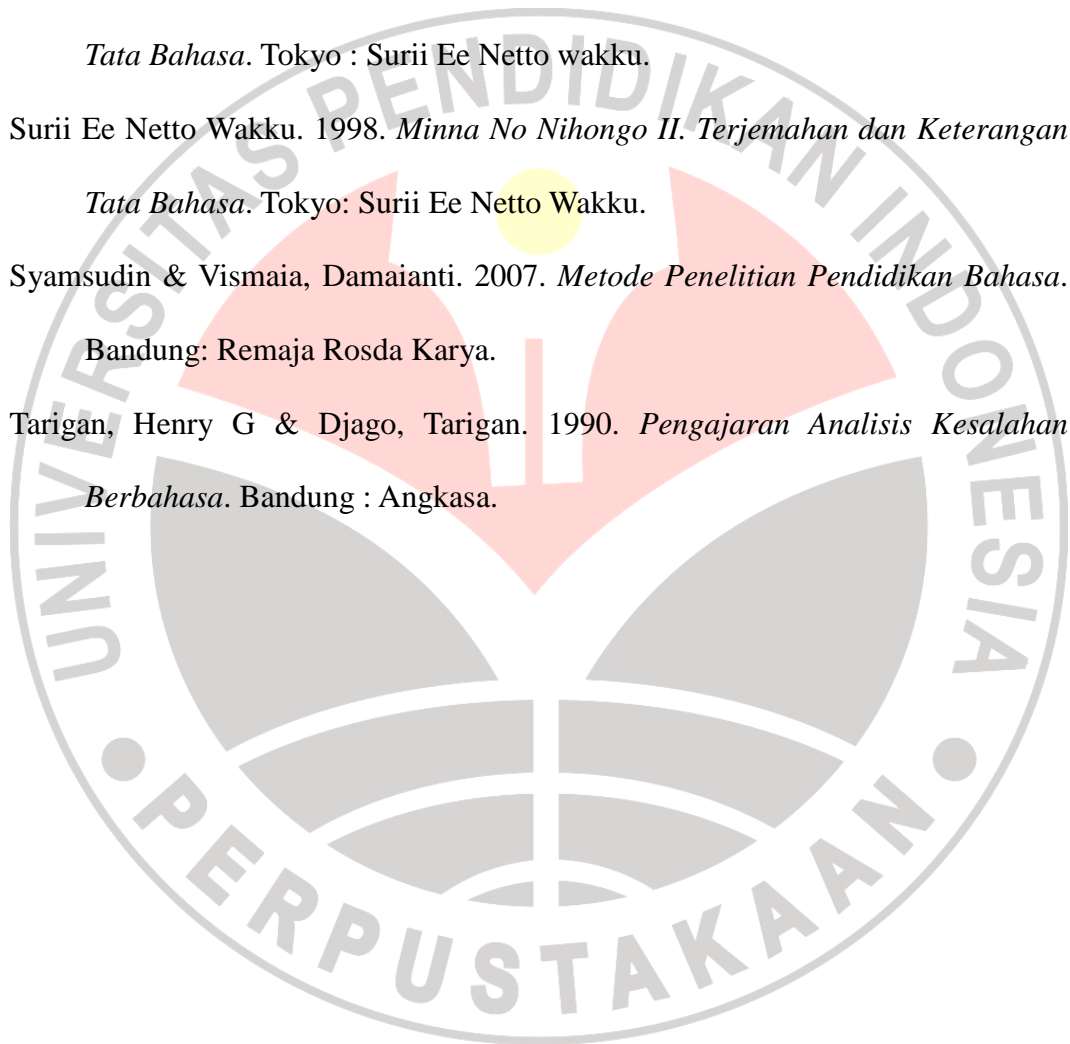 Tata Bahasa. Tokyo : Surii Ee Netto wakku.
Surii Ee Netto Wakku. 1998. Minna No Nihongo II. Terjemahan dan Keterangan
Tata Bahasa. Tokyo: Surii Ee Netto Wakku.
Syamsudin & Vismaia, Damaianti. 2007. Metode Penelitian Pendidikan Bahasa.
Bandung: Remaja Rosda Karya.
Tarigan, Henry G & Djago, Tarigan. 1990. Pengajaran Analisis Kesalahan
Berbahasa. Bandung : Angkasa.
UNIVERSITAS PENDIDIKAN INDONESIA
PERPUSTAKAAN